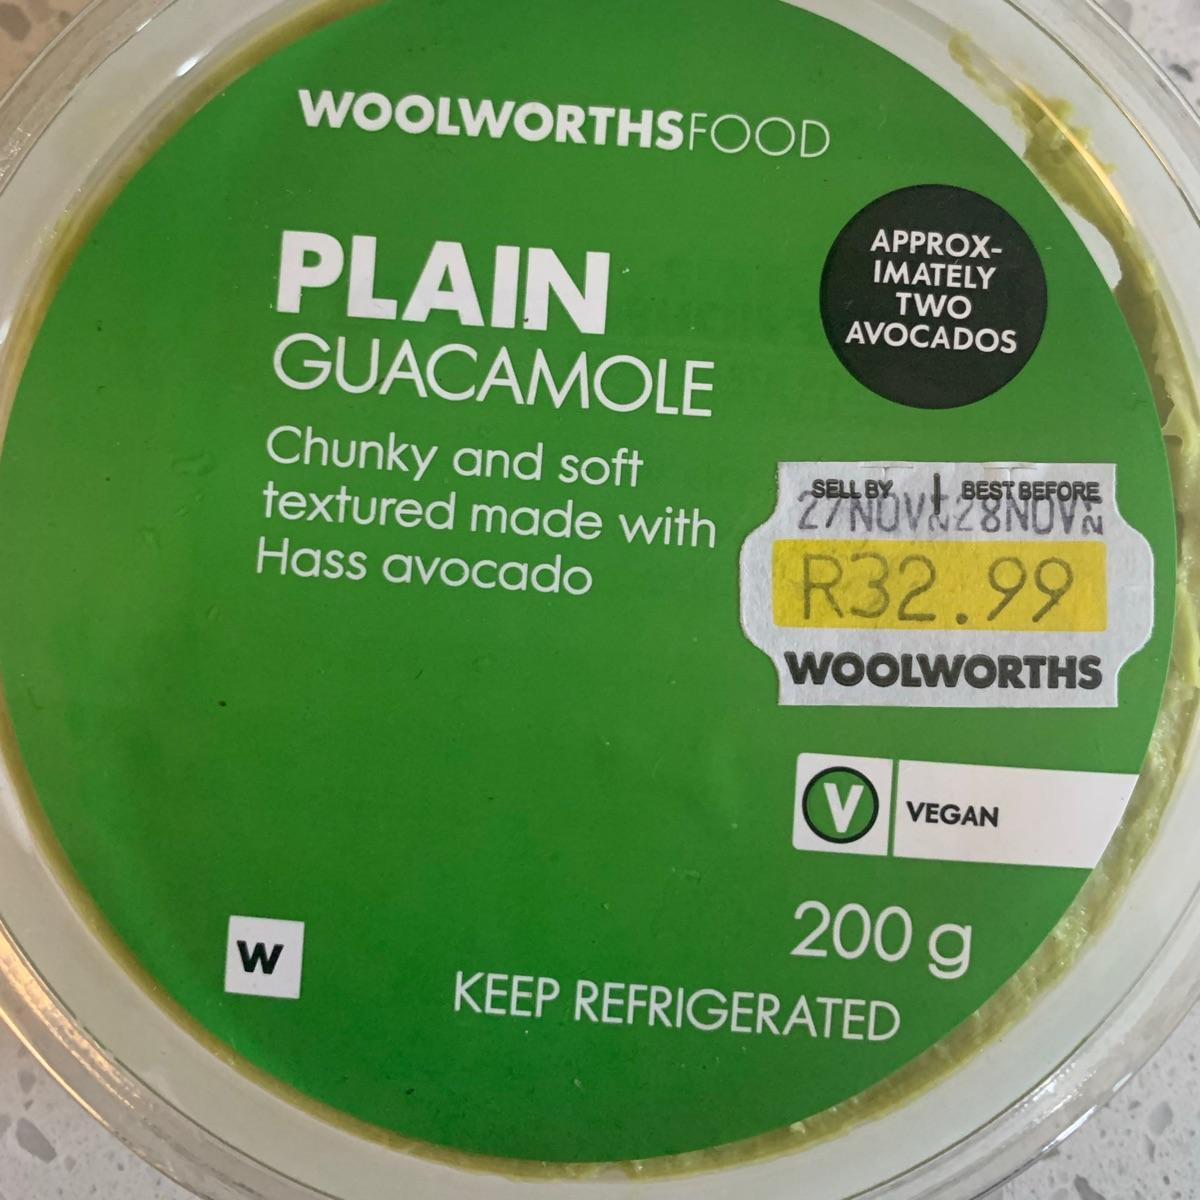 WOOLWORTHSFOOD
PLAIN
GUACAMOLE
Chunky and soft
textured made with
Hass avocado
APPROX-
IMATELY
TWO
AVOCADOS
SELL BY BEST BEFORE
27NOV 28NOV
R32.99
WOOLWORTHS
V VEGAN
200 g
W
KEEP REFRIGERATED